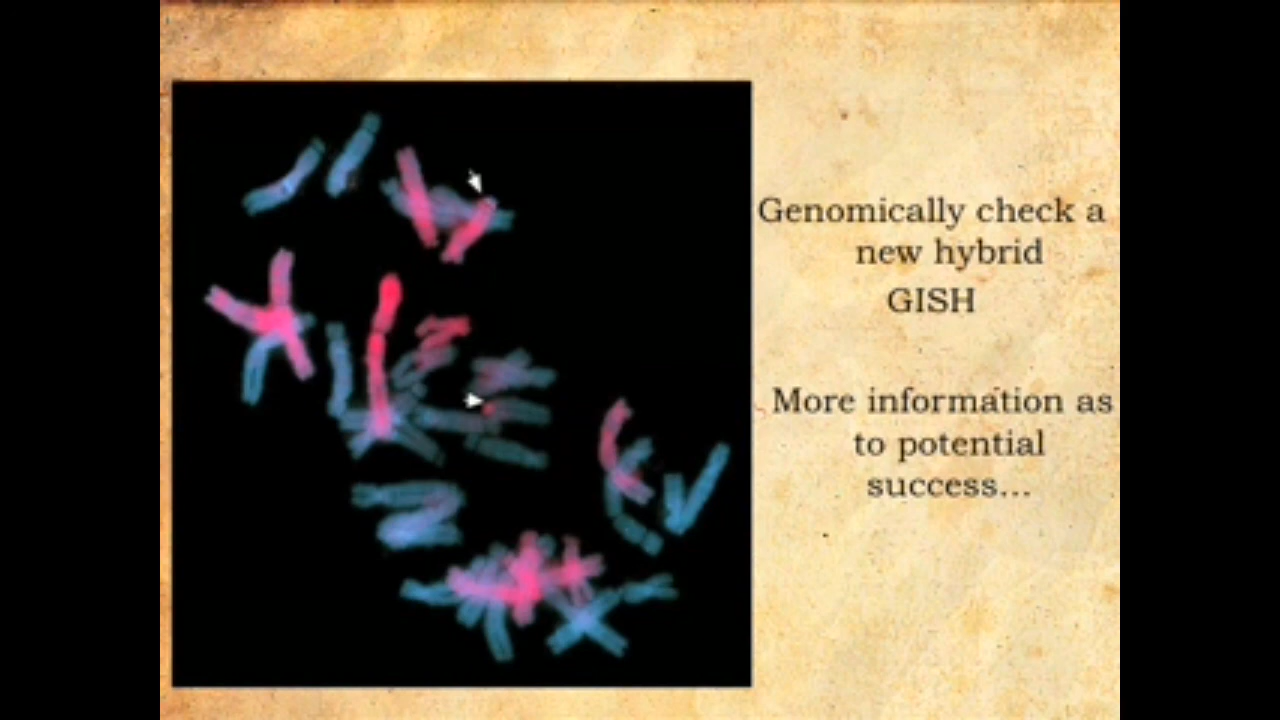 Genomically check a
new hybrid
GISH
More information as
to potential
success...